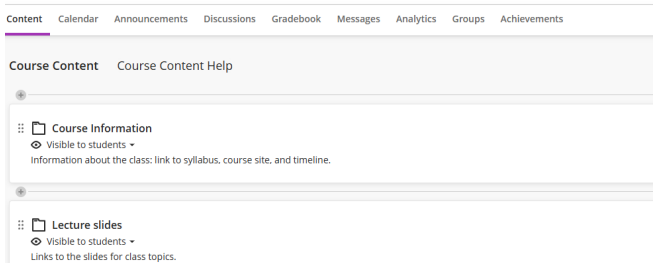 Content Calendar Announcements Discussions Gradebook Messages Analytics Groups Achievements
Course Content Course Content Help
Course Information
Visible to students
Information about the class: link to syllabus, course site, and timeline.
Lecture slides
Visible to students
Links to the slides for class topics.